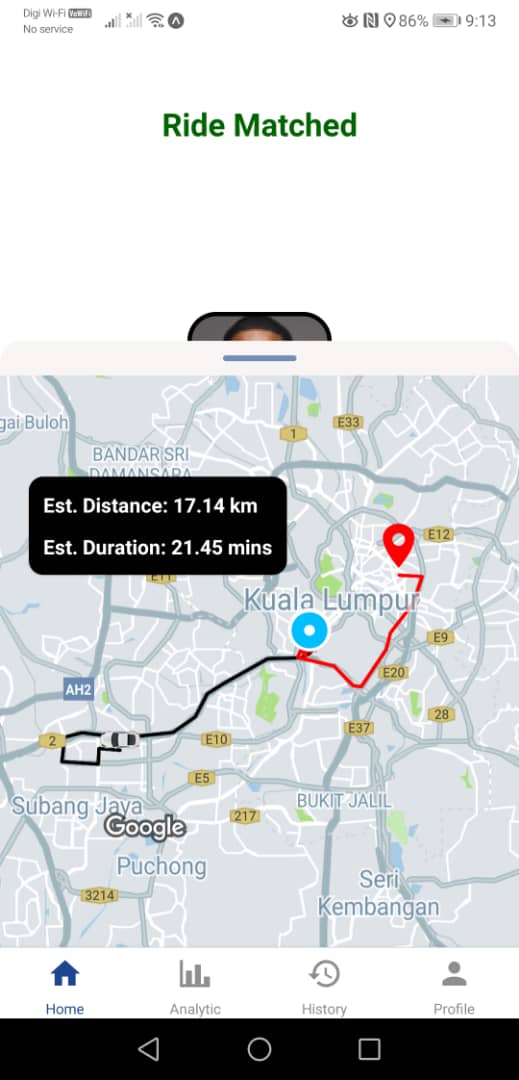 Digi Wi-Fi VoWiFi
No service
86%
9:13
Ride Matched
gai Buloh
E33
1
BANDAR SRI
DAMANSARA
Est. Distance: 17.14 km
Est. Duration: 21.45 mins
E12
E11
Kuala Lumpur
E9
E20
AH2
28
2
E10
E37
E5
Subang Jaya
217
BUKIT JALIL
Google
Puchong
3214
Seri
Kembangan
Home
Analytic
History
Profile